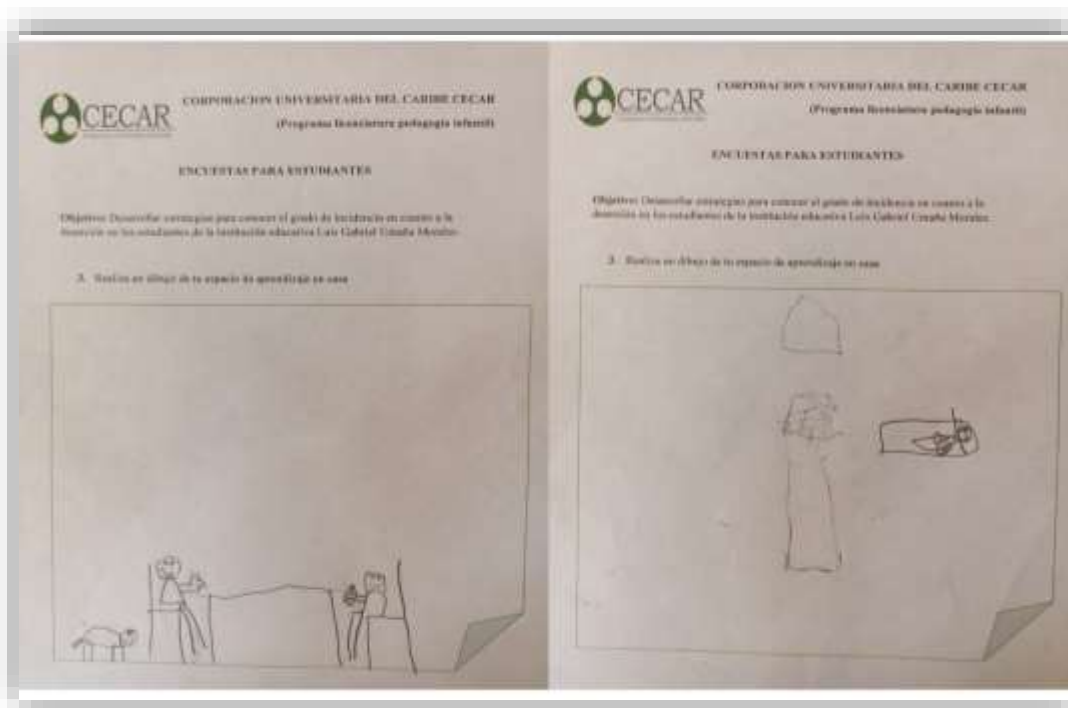 CECAR
CORPORACION UNIVERSITARIA DEL CARIBE CECAR
(Programa licenciatura pedagogía infantil)
ENCUESTAS PARA ESTUDIANTES
Objetivo: Desarrollar estrategias para conocer el grado de incidencia en cuanto a la
deserción en los estudiantes de la institución educativa Luis Gabriel Umaña Morales
3. Realiza un dibujo de tu espacio de aprendizaje en casa
CECAR
CORPORACION UNIVERSITARIA DEL CARIBE CECAR
(Programa licenciatura pedagogía infantil)
ENCUESTAS PARA ESTUDIANTES
Objetivo: Desarrollar estrategias para conocer el grado de incidencia en cuanto a la
deserción en los estudiantes de la institución educativa Luis Gabriel Umaña Morales
3. Realiza un dibujo de tu espacio de aprendizaje en casa